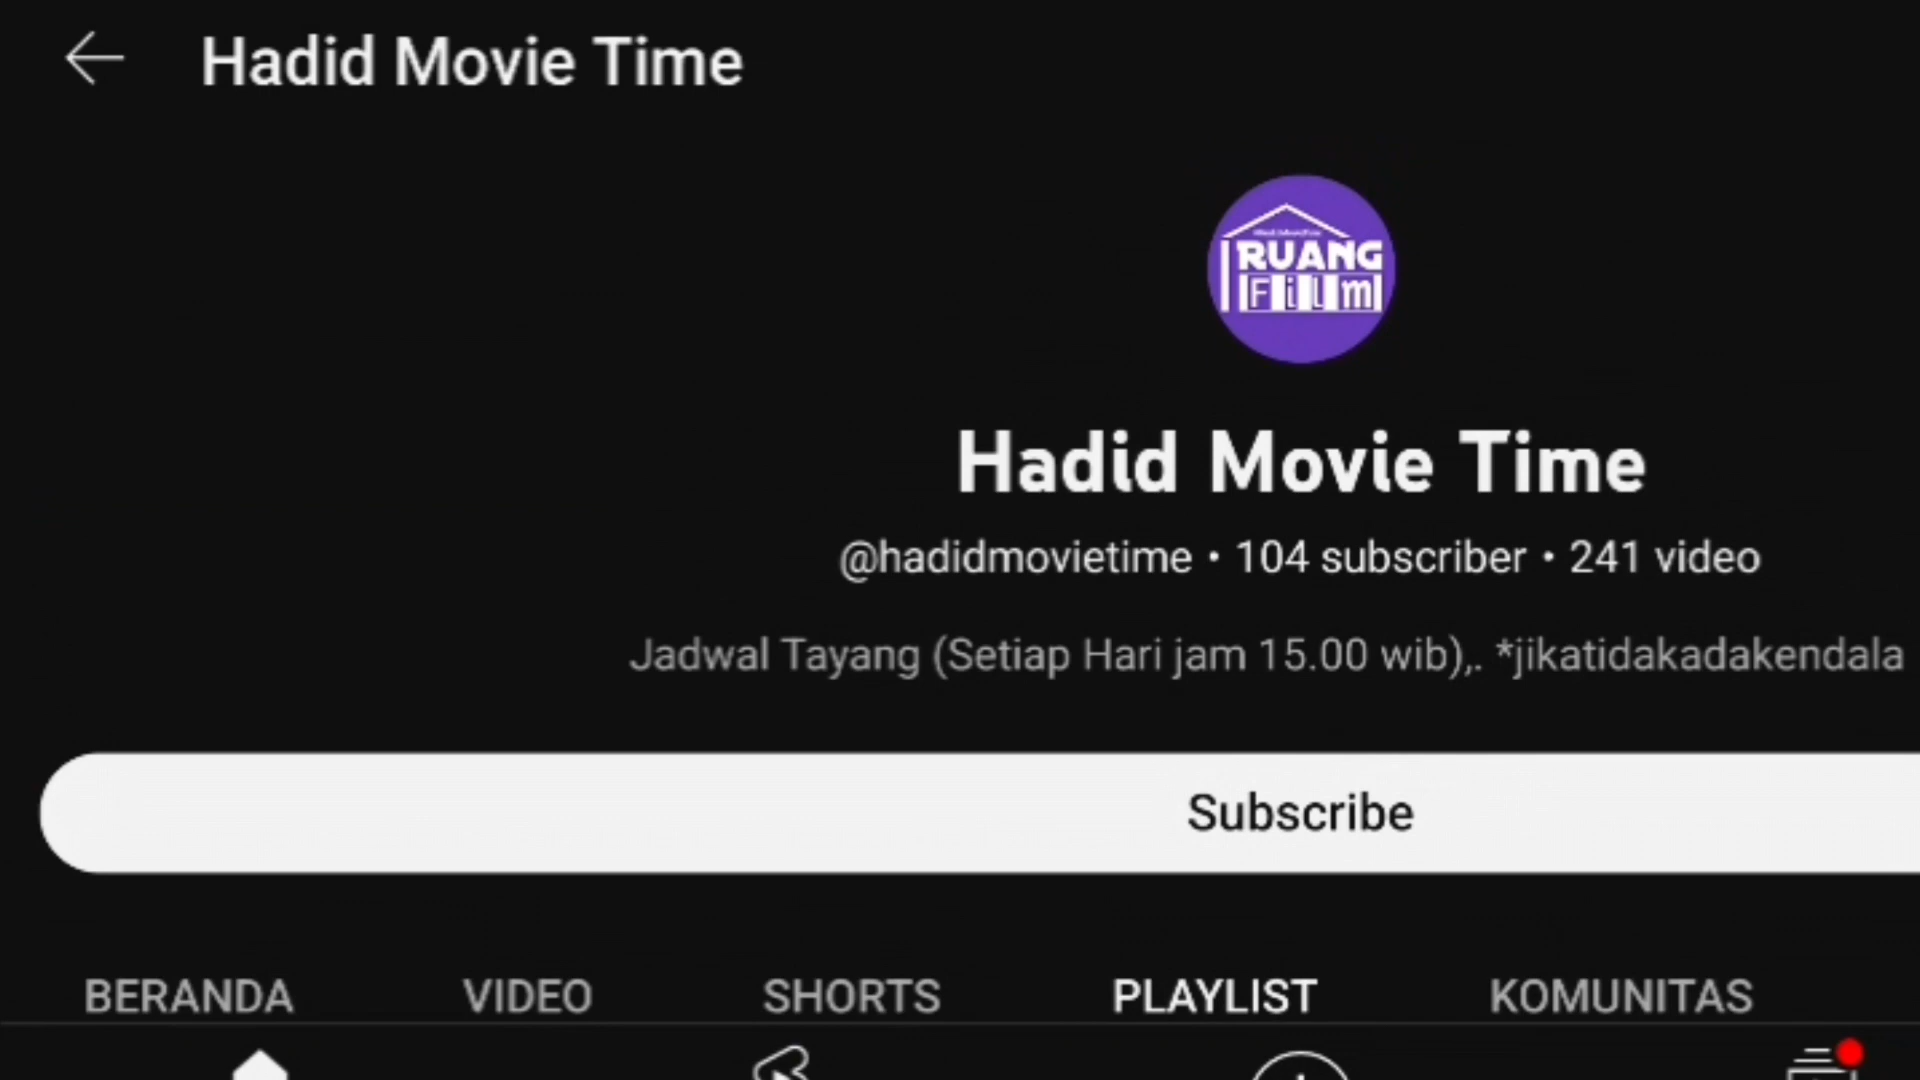 Hadid Movie Time
RUANG
Film
Hadid Movie Time
@hadidmovietime • 104 subscriber • 241 video
Jadwal Tayang (Setiap Hari jam 15.00 wib),. *jikatidakadakendala
Subscribe
BERANDA VIDEO SHORTS PLAYLIST KOMUNITAS